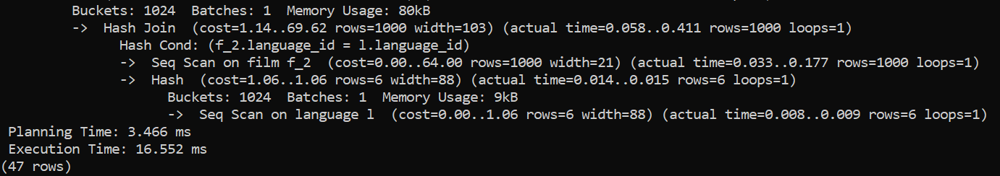 Buckets: 1024  Batches: 1  Memory Usage: 80kB
->  Hash Join  (cost=1.14..69.62 rows=1000 width=103) (actual time=0.058..0.411 rows=1000 loops=1)
Hash Cond: (f_2.language_id = l.language_id)
->  Seq Scan on film f_2  (cost=0.00..64.00 rows=1000 width=21) (actual time=0.033..0.177 rows=1000 loops=1)
->  Hash  (cost=1.06..1.06 rows=6 width=88) (actual time=0.014..0.015 rows=6 loops=1)
Buckets: 1024  Batches: 1  Memory Usage: 9kB
->  Seq Scan on language l  (cost=0.00..1.06 rows=6 width=88) (actual time=0.008..0.009 rows=6 loops=1)
Planning Time: 3.466 ms
Execution Time: 16.552 ms
(47 rows)